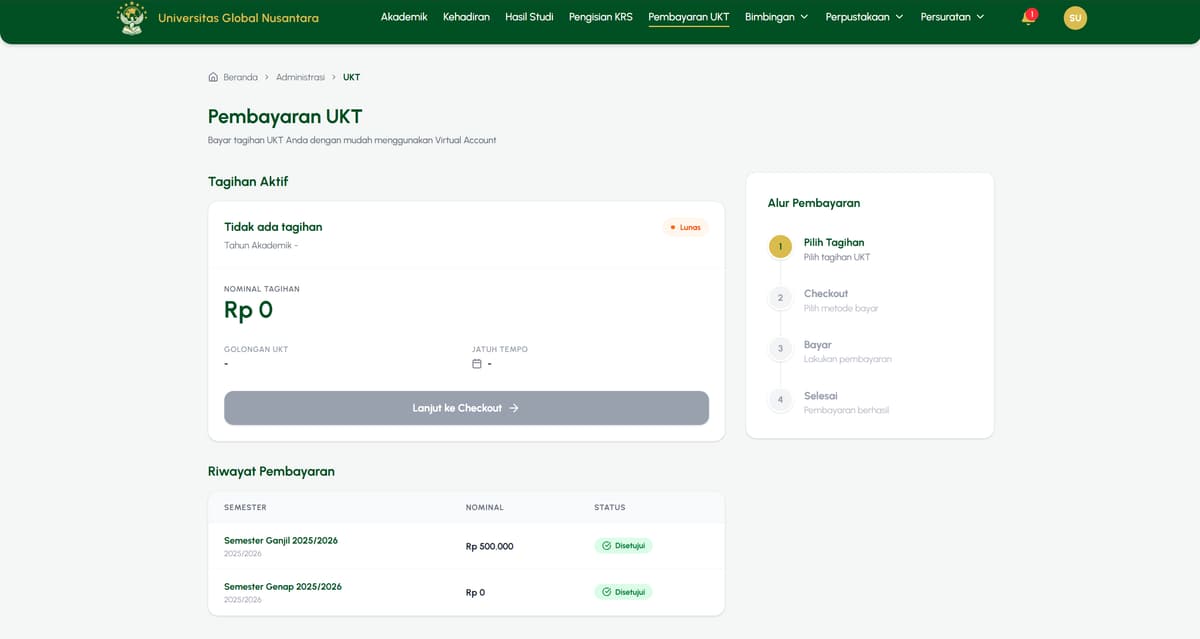 Universitas Global Nusantara
Akademik Kehadiran Hasil Studi Pengisian KRS Pembayaran UKT Bimbingan Perpustakaan Persuratan 1 SU
Beranda > Administrasi > UKT
Pembayaran UKT
Bayar tagihan UKT Anda dengan mudah menggunakan Virtual Account
Tagihan Aktif
Tidak ada tagihan
Lunas
Tahun Akademik -
NOMINAL TAGIHAN
Rp 0
GOLONGAN UKT JATUH TEMPO
- -
Lanjut ke Checkout →
Alur Pembayaran
1 Pilih Tagihan
Pilih tagihan UKT
2 Checkout
Pilih metode bayar
3 Bayar
Lakukan pembayaran
4 Selesai
Pembayaran berhasil
Riwayat Pembayaran
SEMESTER NOMINAL STATUS
Semester Ganjil 2025/2026 Rp 500.000 Disetujui
2025/2026
Semester Genap 2025/2026 Rp 0 Disetujui
2025/2026